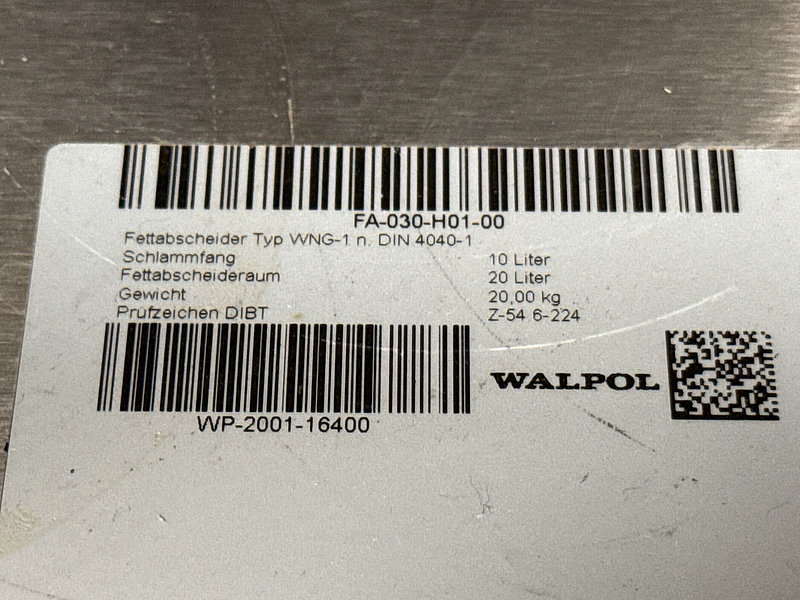 FA-030-H01-00
Fettabscheider Typ WNG-1 n. DIN 4040-1
Schlammfang 10 Liter
Fettabscheideraum 20 Liter
Gewicht 20,00 kg
Prüfzeichen DIBT Z-54 6-224
WALPOL
WP-2001-16400